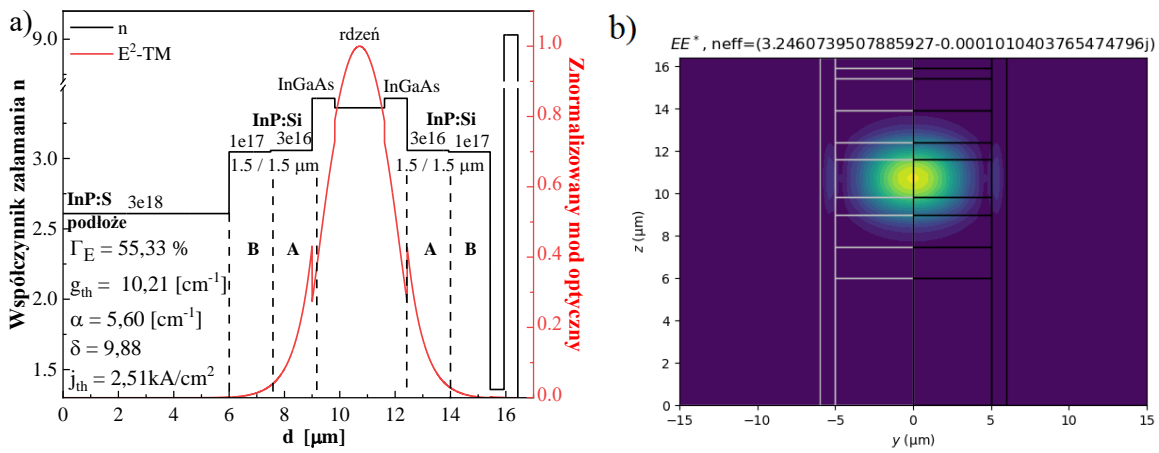 a)
n
E²-TM
rdzeń
InGaAs
InGaAs
InP:Si
InP:Si
1e17
3e16
3e16
1e17
1.5 / 1.5 μm
1.5 / 1.5 μm
InP:S 3e18
podłoże
B
A
A
B
Γ_E = 55,33 %
g_th = 10,21 [cm⁻¹]
α = 5,60 [cm⁻¹]
δ = 9,88
j_th = 2,51kA/cm²
Współczynnik załamania n
9.0
3.0
2.5
2.0
1.5
Znormalizowany mod optyczny
1.0
0.8
0.6
0.4
0.2
0.0
0 2 4 6 8 10 12 14 16
d [μm]
b)
EE*, neff=(3.2460739507885927-0.0001010403765474796j)
z [μm]
16
14
12
10
8
6
4
2
0
−15 −10 −5 0 5 10 15
y [μm]